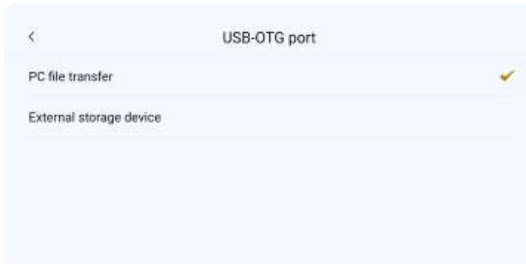 USB-OTG port
PC file transfer
External storage device